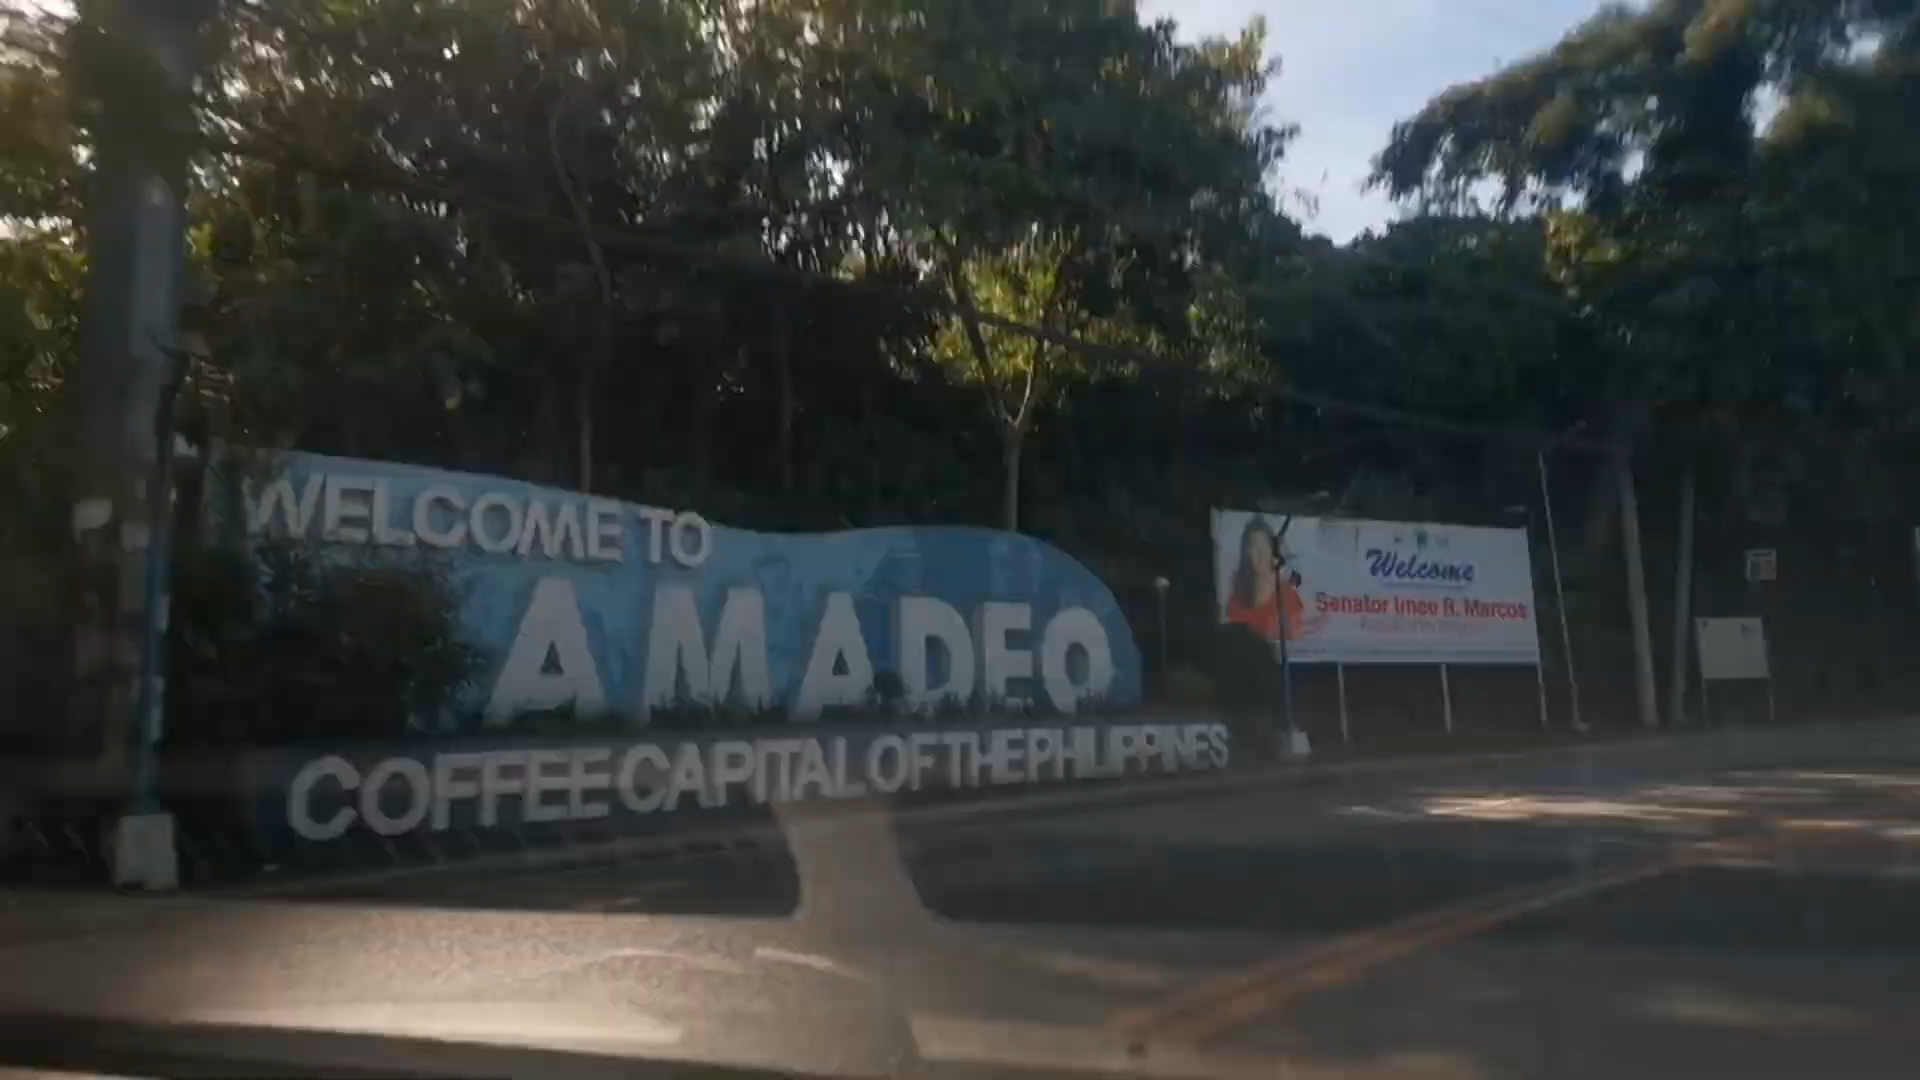 WELCOME TO
AMADEO
COFFEE CAPITAL OF THE PHILIPPINES
Welcome
Senator Imee R. Marcos